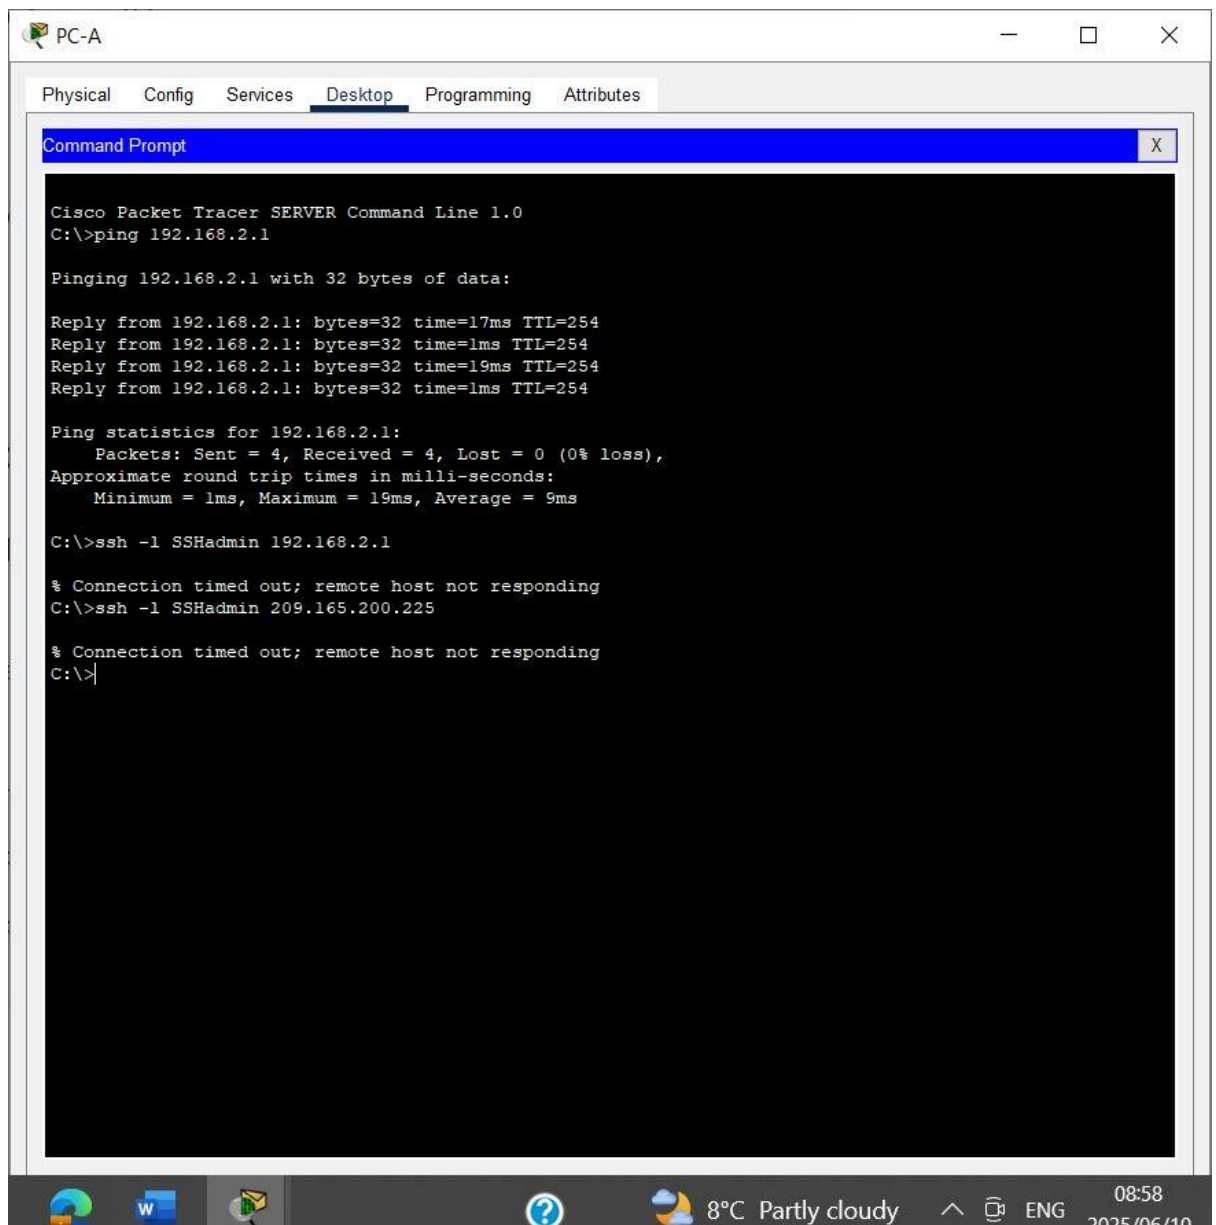 PC-A
Physical Config Services Desktop Programming Attributes
Command Prompt
X
Cisco Packet Tracer SERVER Command Line 1.0
C:\>ping 192.168.2.1
Pinging 192.168.2.1 with 32 bytes of data:
Reply from 192.168.2.1: bytes=32 time=17ms TTL=254
Reply from 192.168.2.1: bytes=32 time=1ms TTL=254
Reply from 192.168.2.1: bytes=32 time=19ms TTL=254
Reply from 192.168.2.1: bytes=32 time=1ms TTL=254
Ping statistics for 192.168.2.1:
Packets: Sent = 4, Received = 4, Lost = 0 (0% loss),
Approximate round trip times in milli-seconds:
Minimum = 1ms, Maximum = 19ms, Average = 9ms
C:\>ssh -l SSHadmin 192.168.2.1
% Connection timed out; remote host not responding
C:\>ssh -l SSHadmin 209.165.200.225
% Connection timed out; remote host not responding
C:\>
W
?
8°C Partly cloudy
ENG
08:58